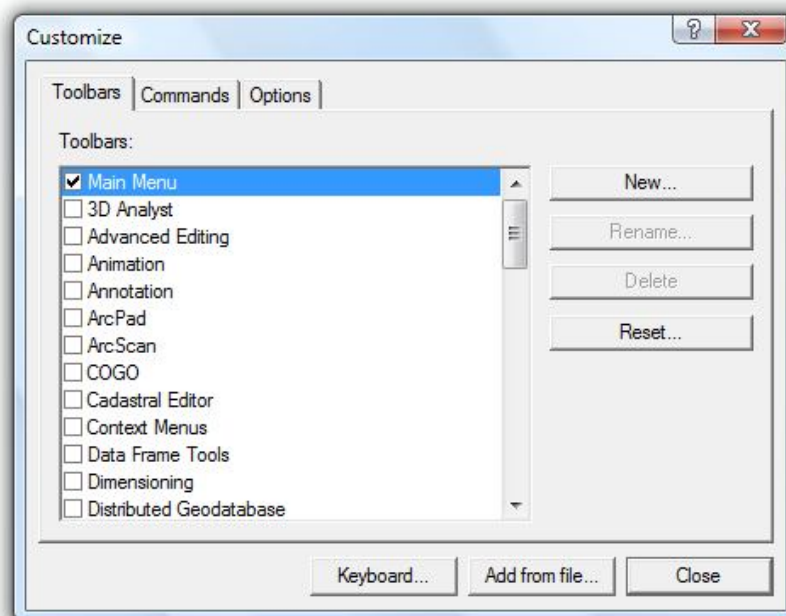 Customize
Toolbars Commands Options
Toolbars:
Main Menu
3D Analyst
Advanced Editing
Animation
Annotation
ArcPad
ArcScan
COGO
Cadastral Editor
Context Menus
Data Frame Tools
Dimensioning
Distributed Geodatabase
New...
Rename...
Delete
Reset...
Keyboard... Add from file... Close